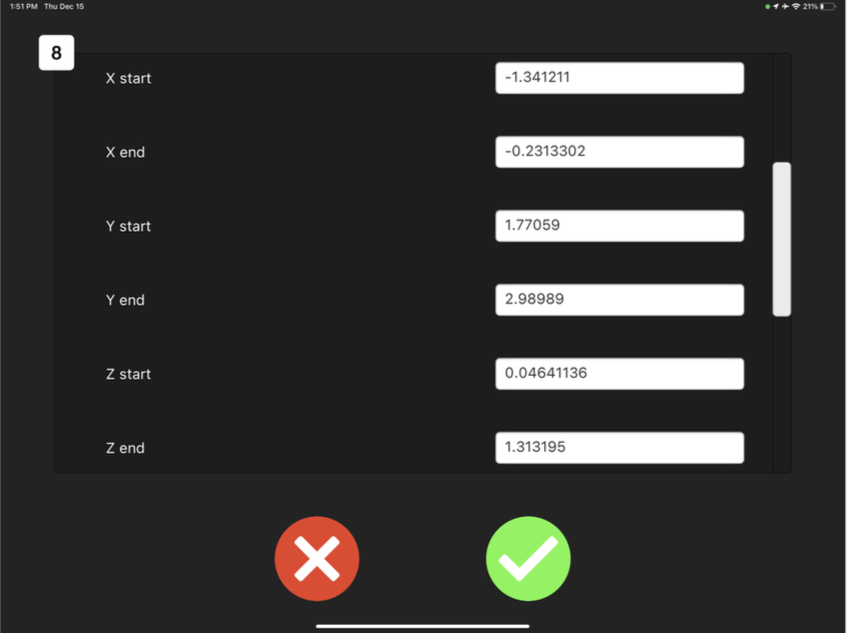 1:51 PM Thu Dec 15
21%
8
X start
-1.341211
X end
-0.2313302
Y start
1.77059
Y end
2.98989
Z start
0.04641136
Z end
1.313195